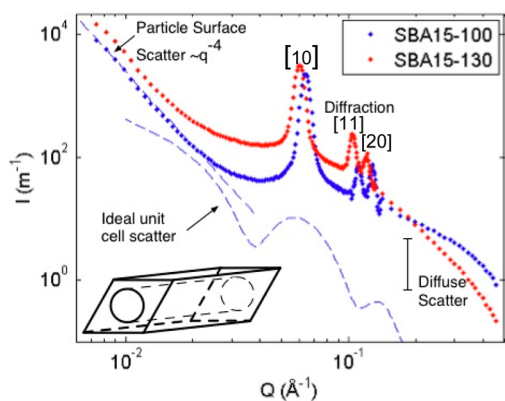 10^4
10^2
10^0
I (m^-1)
Particle Surface
Scatter ~q^-4
[10]
SBA15-100
SBA15-130
Diffraction
[11]
[20]
Ideal unit
cell scatter
Diffuse
Scatter
10^-2
10^-1
Q (Å^-1)